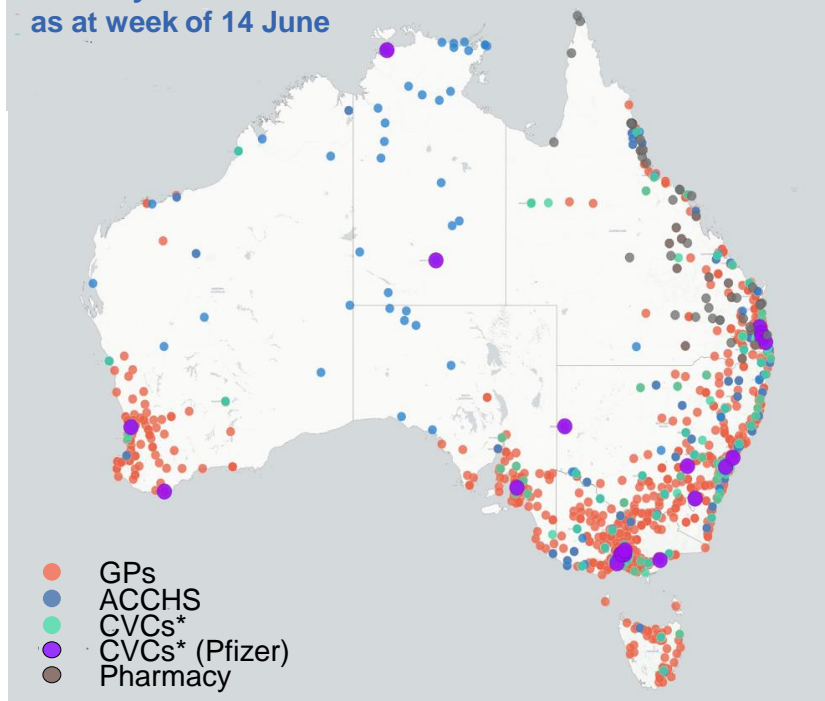 as at week of 14 June
GPs
ACCHS
CVCs*
CVCs* (Pfizer)
Pharmacy